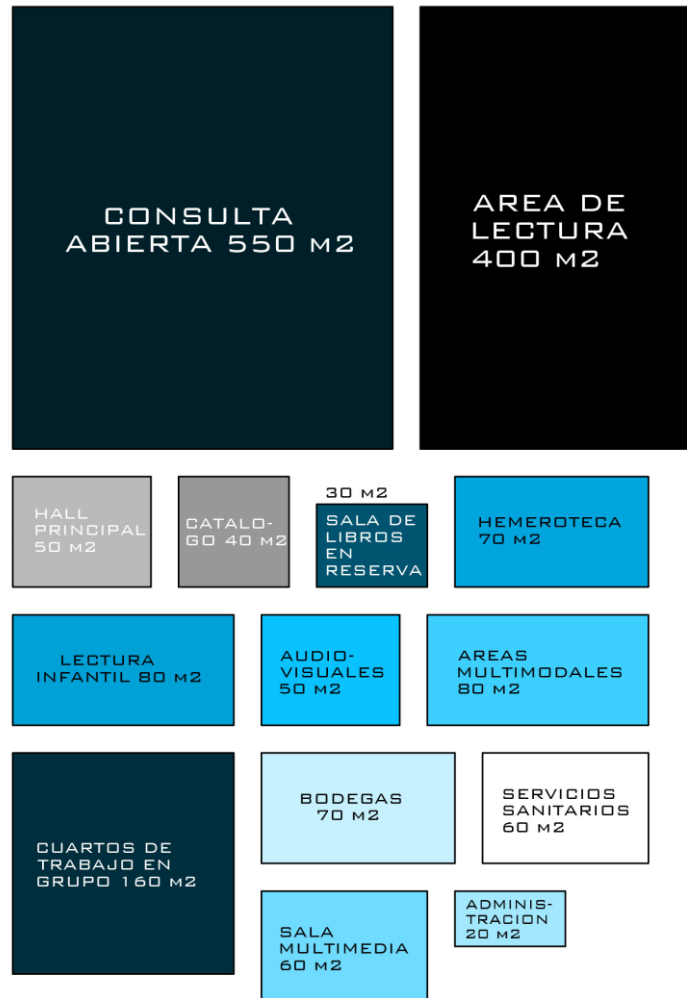 CONSULTA
ABIERTA 550 M2
AREA DE
LECTURA
400 M2
HALL
PRINCIPAL
50 M2
CATALO-
GO 40 M2
30 M2
SALA DE
LIBROS
EN
RESERVA
HEMEROTECA
70 M2
LECTURA
INFANTIL 80 M2
AUDIO-
VISUALES
50 M2
AREAS
MULTIMODALES
80 M2
CUARTOS DE
TRABAJO EN
GRUPO 160 M2
BODEGAS
70 M2
SERVICIOS
SANITARIOS
60 M2
SALA
MULTIMEDIA
60 M2
ADMINIS-
TRACION
20 M2